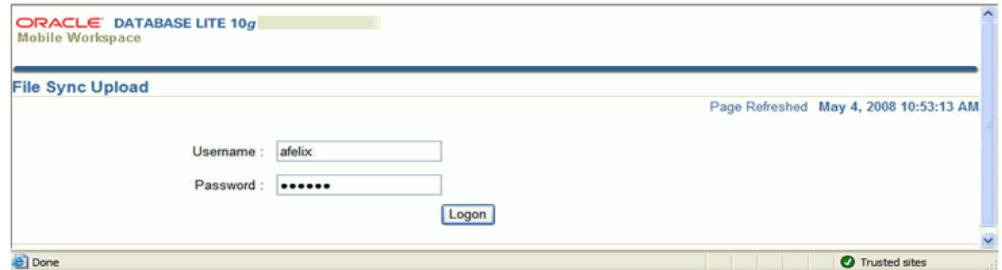 ORACLE DATABASE LITE 10g
Mobile Workspace
File Sync Upload
Page Refreshed May 4, 2008 10:53:13 AM
Username : afelix
Password : ••••••
Logon
Done Trusted sites